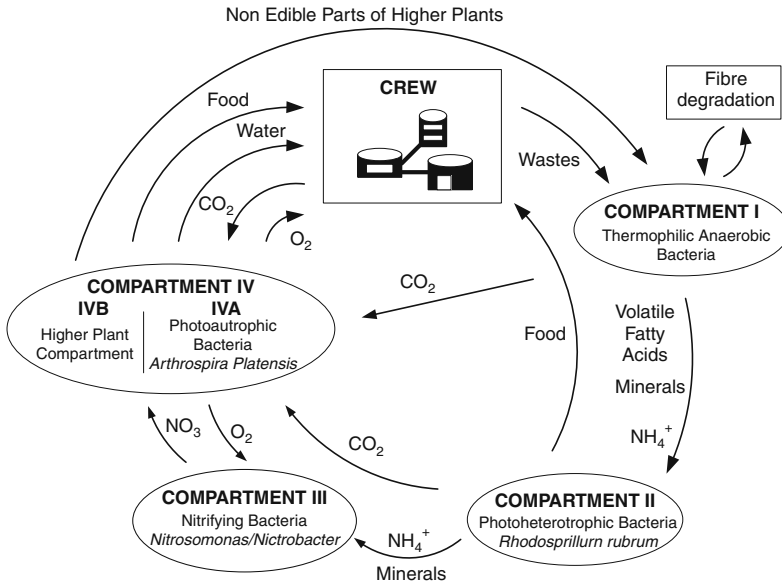 Non Edible Parts of Higher Plants
CREW
Fibre
degradation
Food
Water
Wastes
CO2
O2
COMPARTMENT I
Thermophilic Anaerobic
Bacteria
COMPARTMENT IV
IVB
IVA
Higher Plant
Compartment
Photoautrophic
Bacteria
Arthrospira Platensis
CO2
Food
Volatile
Fatty
Acids
Minerals
NH4+
NO3
O2
CO2
COMPARTMENT III
Nitrifying Bacteria
Nitrosomonas/Nictrobacter
COMPARTMENT II
Photoheterotrophic Bacteria
Rhodosprillurn rubrum
NH4+
Minerals